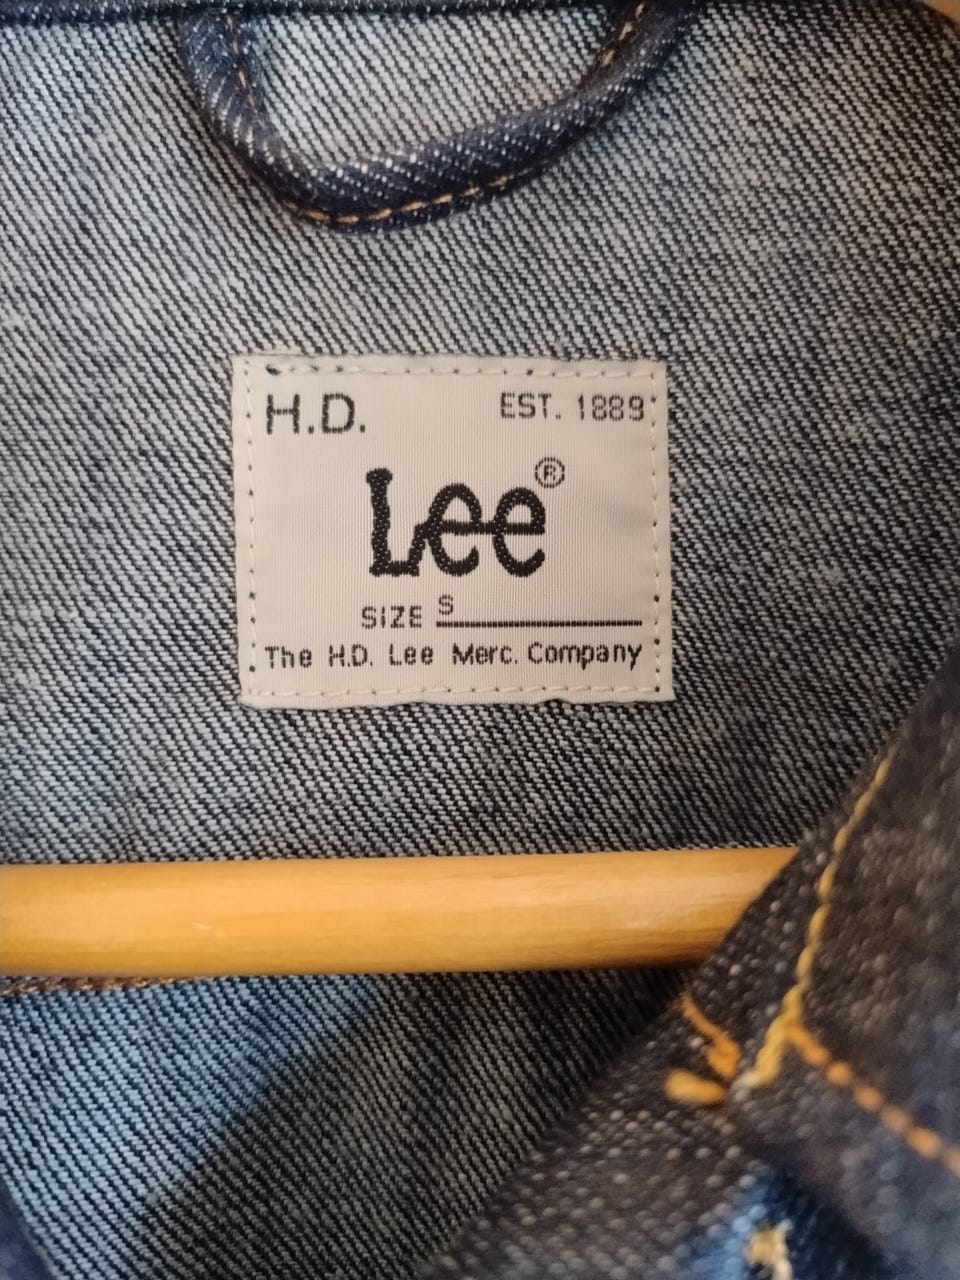 H.D. EST. 1889
Lee®
SIZE S
The H.D. Lee Merc. Company